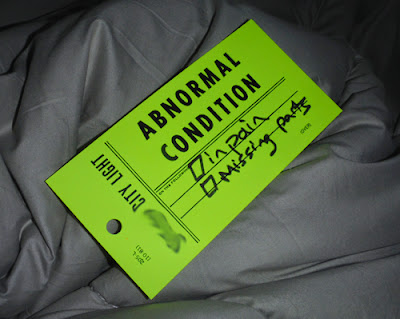 ABNORMAL
CONDITION
□ in pain
□ Missing parts
CITY LIGHT